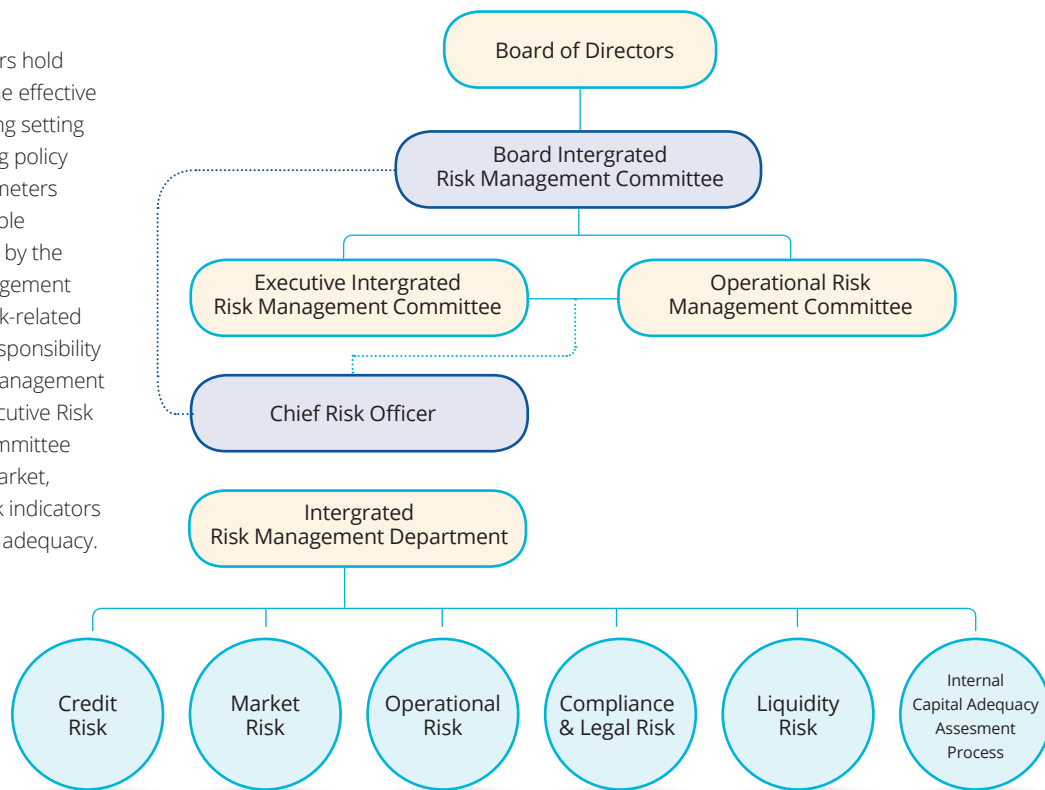 rs hold
e effective
ng setting
g policy
meters
ble
by the
gement
k-related
sponsibility
anagement
cutive Risk
mmittee
arket,
k indicators
adequacy.
Board of Directors
Board Intergrated
Risk Management Committee
Executive Intergrated
Risk Management Committee
Operational Risk
Management Committee
Chief Risk Officer
Intergrated
Risk Management Department
Credit
Risk
Market
Risk
Operational
Risk
Compliance
& Legal Risk
Liquidity
Risk
Internal
Capital Adequacy
Assesment
Process